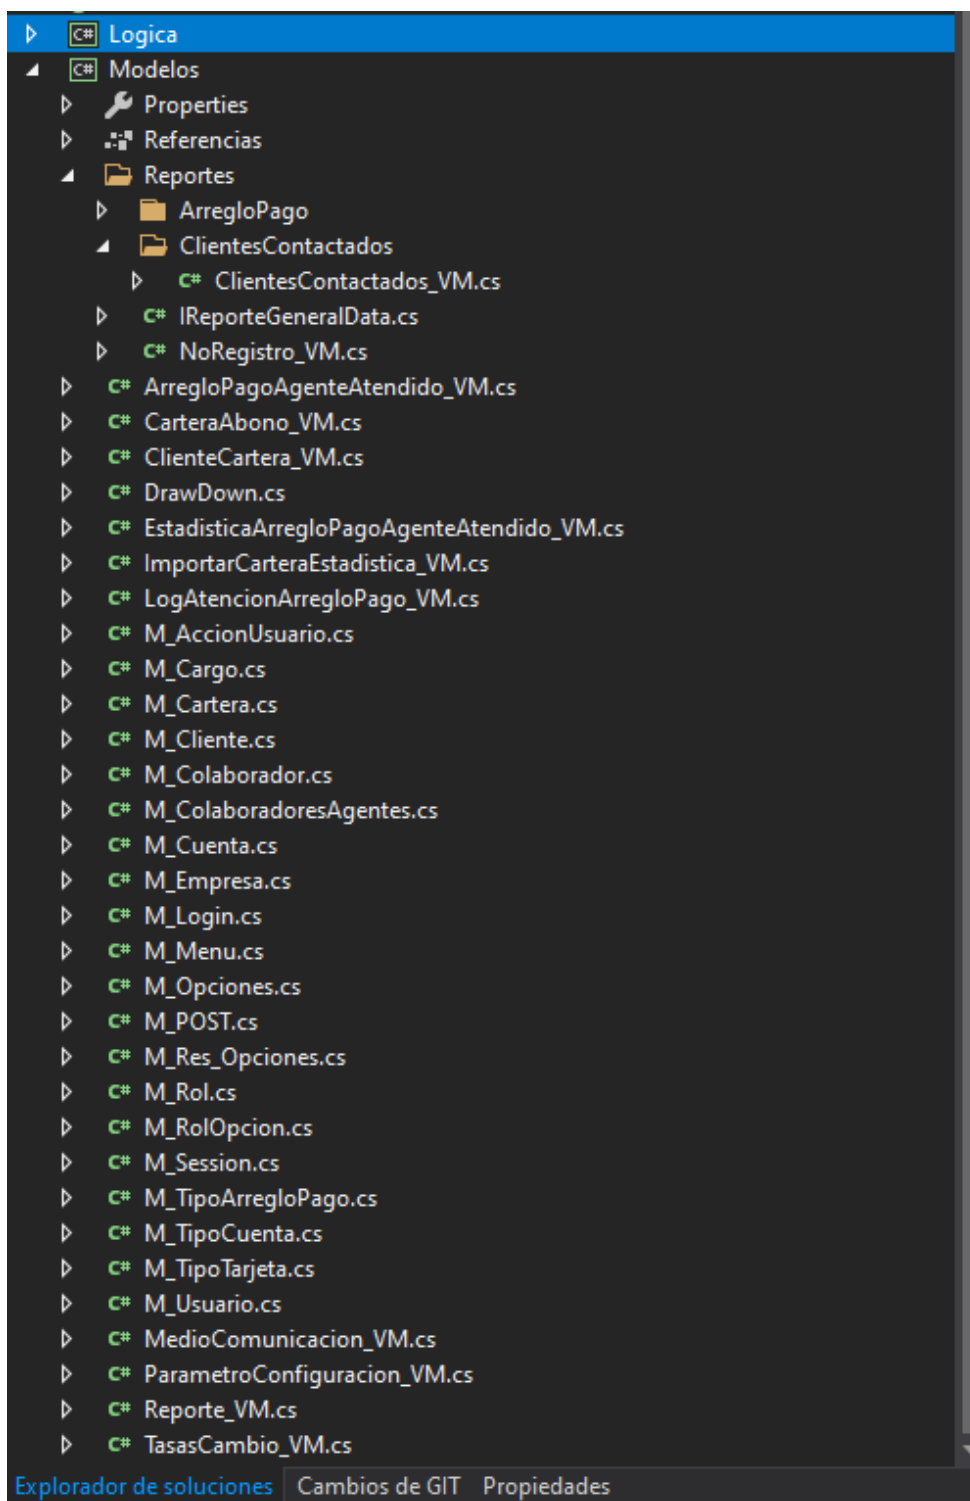 C# Logica
C# Modelos
Properties
Referencias
Reportes
ArregloPago
ClientesContactados
C# ClientesContactados_VM.cs
C# IReporteGeneralData.cs
C# NoRegistro_VM.cs
C# ArregloPagoAgenteAtendido_VM.cs
C# CarteraAbono_VM.cs
C# ClienteCartera_VM.cs
C# DrawDown.cs
C# EstadisticaArregloPagoAgenteAtendido_VM.cs
C# ImportarCarteraEstadistica_VM.cs
C# LogAtencionArregloPago_VM.cs
C# M_AccionUsuario.cs
C# M_Cargo.cs
C# M_Cartera.cs
C# M_Cliente.cs
C# M_Colaborador.cs
C# M_ColaboradoresAgentes.cs
C# M_Cuenta.cs
C# M_Empresa.cs
C# M_Login.cs
C# M_Menu.cs
C# M_Opciones.cs
C# M_POST.cs
C# M_Res_Opciones.cs
C# M_Rol.cs
C# M_RolOpcion.cs
C# M_Session.cs
C# M_TipoArregloPago.cs
C# M_TipoCuenta.cs
C# M_TipoTarjeta.cs
C# M_Usuario.cs
C# MedioComunicacion_VM.cs
C# ParametroConfiguracion_VM.cs
C# Reporte_VM.cs
C# TasasCambio_VM.cs
Explorador de soluciones Cambios de GIT Propiedades